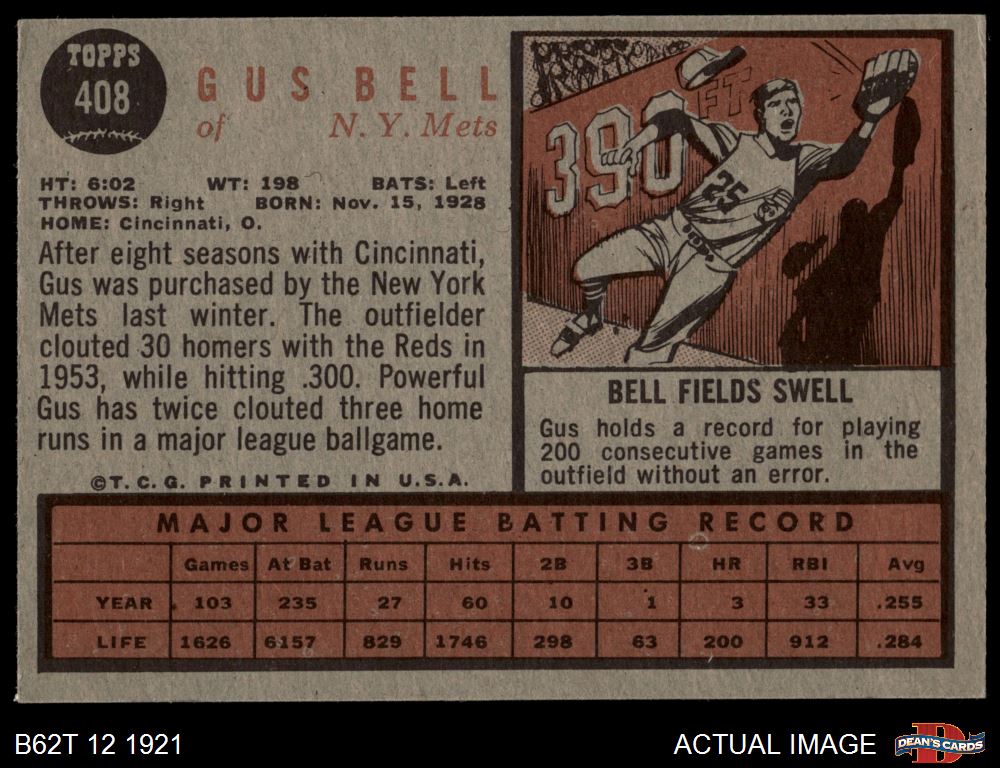 TOPPS
408
GUS BELL
of N. Y. Mets
HT: 6:02 WT: 198 BATS: Left
THROWS: Right BORN: Nov. 15, 1928
HOME: Cincinnati, O.
After eight seasons with Cincinnati,
Gus was purchased by the New York
Mets last winter. The outfielder
clouted 30 homers with the Reds in
1953, while hitting .300. Powerful
Gus has twice clouted three home
runs in a major league ballgame.
©T. C. G. PRINTED IN U.S.A.
390 FT
25
BELL FIELDS SWELL
Gus holds a record for playing
200 consecutive games in the
outfield without an error.
MAJOR LEAGUE BATTING RECORD
Games At Bat Runs Hits 2B 3B HR RBI Avg
YEAR 103 235 27 60 10 1 3 33 .255
LIFE 1626 6157 829 1746 298 63 200 912 .284
B62T 12 1921
ACTUAL IMAGE
D
DEAN'S CARDS